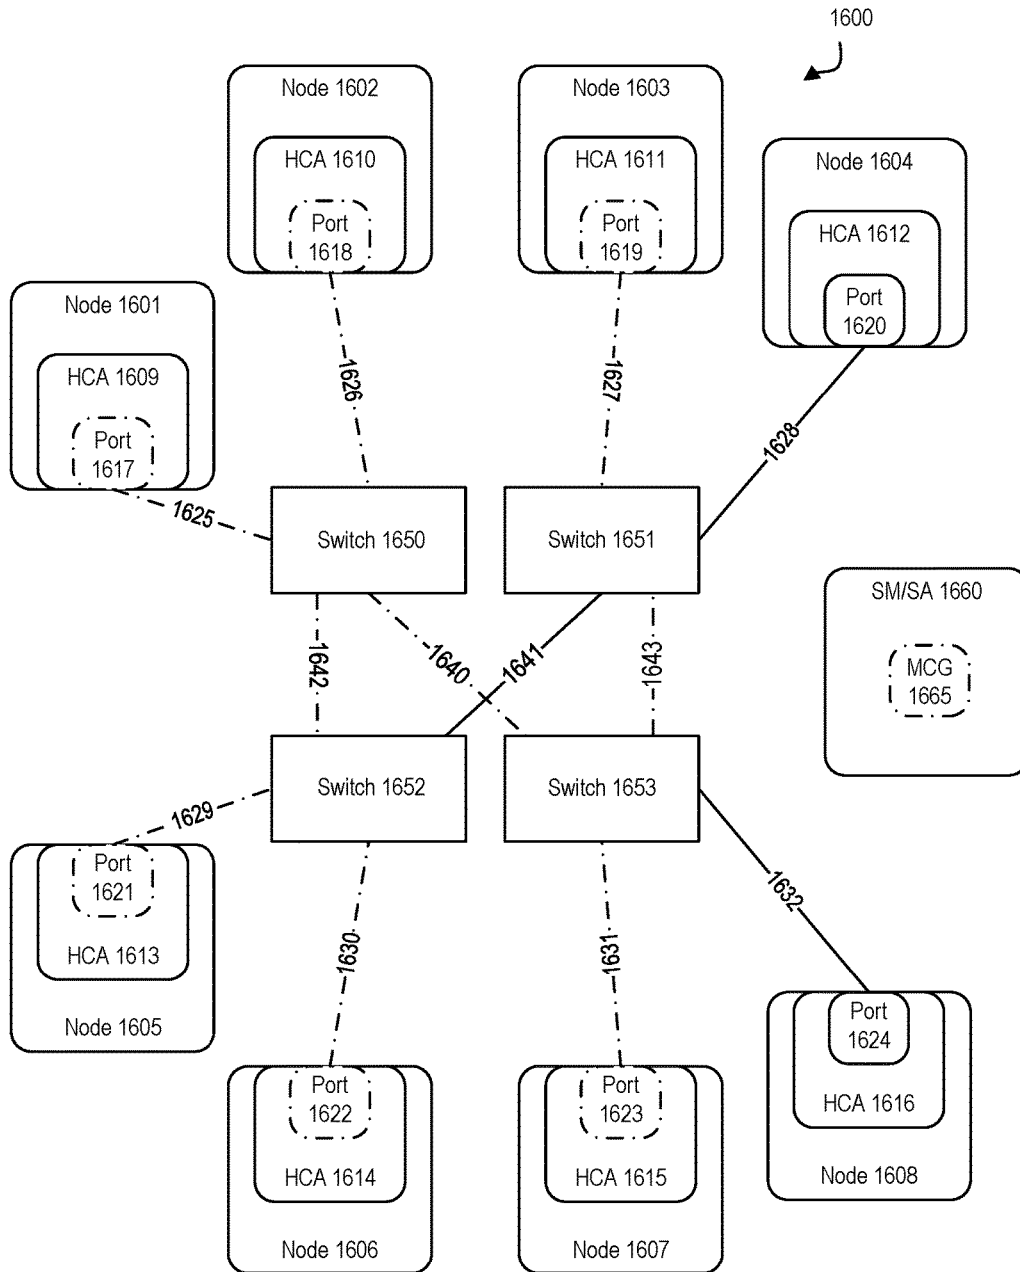 1600
Node 1602
HCA 1610
Port
1618
Node 1603
HCA 1611
Port
1619
Node 1604
HCA 1612
Port
1620
Node 1601
HCA 1609
Port
1617
1626
1627
1628
1625
Switch 1650
Switch 1651
SM/SA 1660
MCG
1665
1642
1640
1641
1643
Switch 1652
Switch 1653
1629
1630
1631
1632
Port
1621
HCA 1613
Node 1605
Port
1622
HCA 1614
Node 1606
Port
1623
HCA 1615
Node 1607
Port
1624
HCA 1616
Node 1608